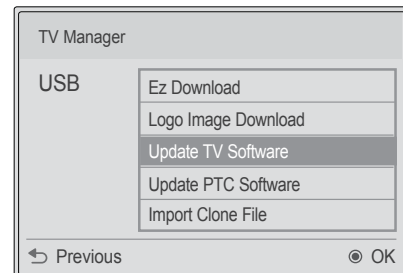 TV Manager
USB
Ez Download
Logo Image Download
Update TV Software
Update PTC Software
Import Clone File
Previous
OK